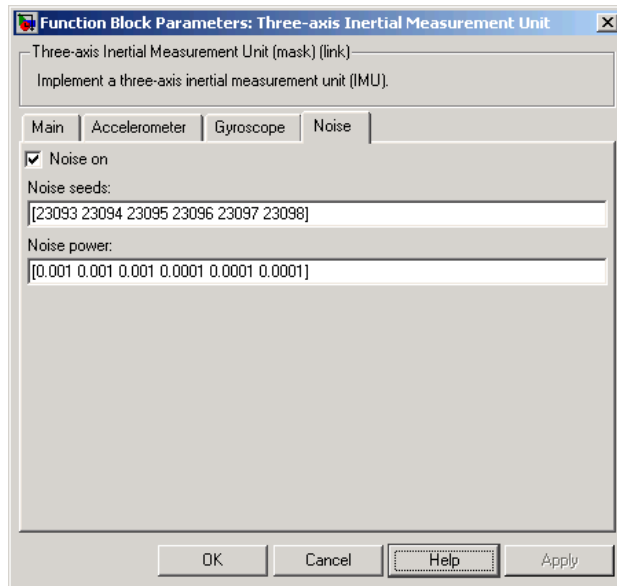 Function Block Parameters: Three-axis Inertial Measurement Unit
Three-axis Inertial Measurement Unit (mask) (link)
Implement a three-axis inertial measurement unit (IMU).
Main Accelerometer Gyroscope Noise
Noise on
Noise seeds:
[23093 23094 23095 23096 23097 23098]
Noise power:
[0.001 0.001 0.001 0.0001 0.0001 0.0001]
OK Cancel Help Apply